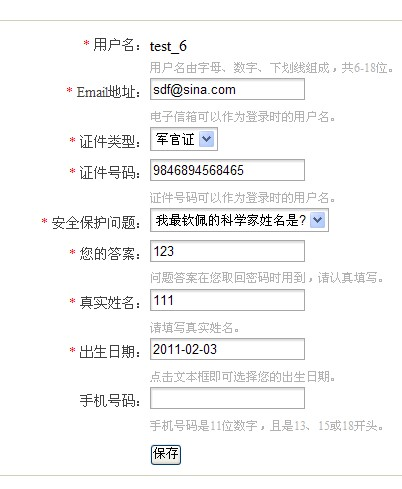 * 用户名: test_6
用户名由字母、数字、下划线组成，共6-18位。
* Email地址: sdf@sina.com
电子信箱可以作为登录时的用户名。
* 证件类型: 军官证
* 证件号码: 9846894568465
证件号码可以作为登录时的用户名。
* 安全保护问题: 我最钦佩的科学家姓名是?
* 您的答案: 123
问题答案在您取回密码时用到，请认真填写。
* 真实姓名: 111
请填写真实姓名。
* 出生日期: 2011-02-03
点击文本框即可选择您的出生日期。
手机号码:
手机号码是11位数字，且是13、15或18开头。
保存